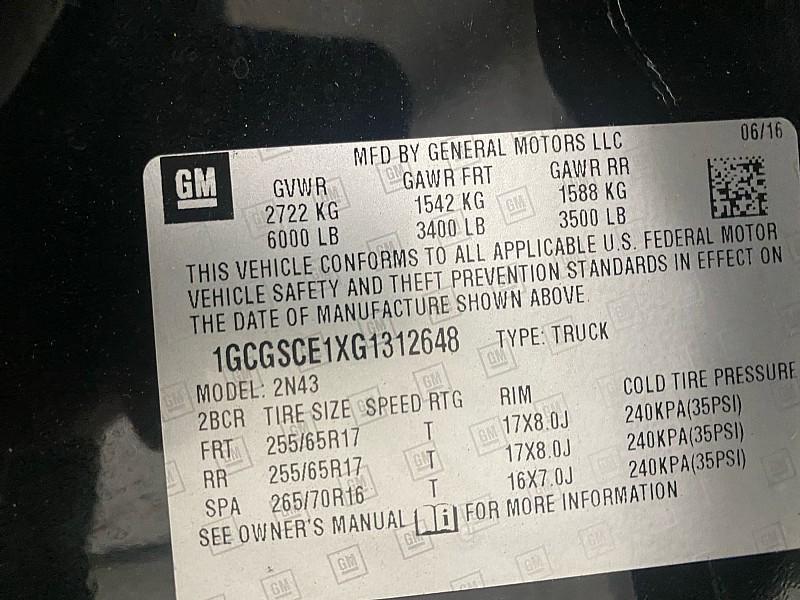 GM
MFD BY GENERAL MOTORS LLC 06/16
GVWR GAWR FRT GAWR RR
2722 KG 1542 KG 1588 KG
6000 LB 3400 LB 3500 LB
THIS VEHICLE CONFORMS TO ALL APPLICABLE U.S. FEDERAL MOTOR
VEHICLE SAFETY AND THEFT PREVENTION STANDARDS IN EFFECT ON
THE DATE OF MANUFACTURE SHOWN ABOVE.
1GCGSCE1XG1312648 TYPE: TRUCK
MODEL: 2N43
2BCR TIRE SIZE SPEED RTG RIM COLD TIRE PRESSURE
FRT 255/65R17 T 17X8.0J 240KPA(35PSI)
RR 255/65R17 T 17X8.0J 240KPA(35PSI)
SPA 265/70R16 T 16X7.0J 240KPA(35PSI)
SEE OWNER'S MANUAL i FOR MORE INFORMATION